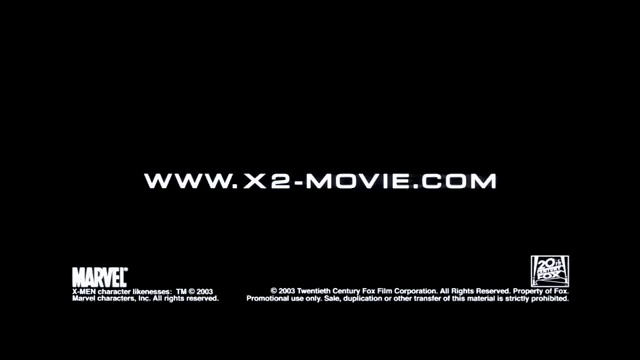 WWW.X2-MOVIE.COM
MARVEL
X-MEN character likenesses: TM © 2003
Marvel characters, Inc. All rights reserved.
20th
CENTURY
FOX
© 2003 Twentieth Century Fox Film Corporation. All Rights Reserved. Property of Fox.
Promotional use only. Sale, duplication or other transfer of this material is strictly prohibited.